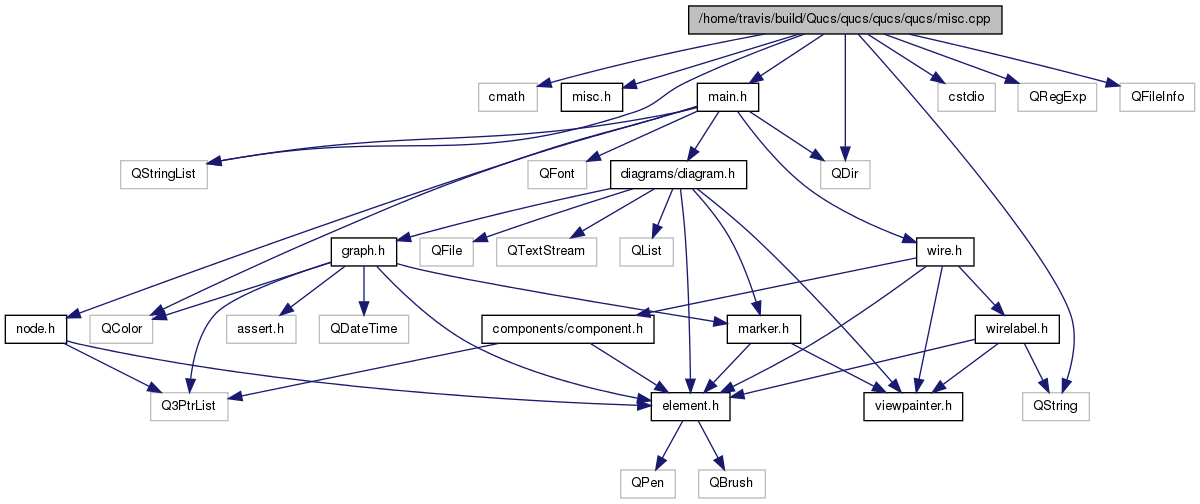 /home/travis/build/Qucs/qucs/qucs/qucs/misc.cpp
cmath
misc.h
main.h
cstdio
QRegExp
QFileInfo
QStringList
QFont
diagrams/diagram.h
QDir
graph.h
QFile
QTextStream
QList
wire.h
node.h
QColor
assert.h
QDateTime
components/component.h
marker.h
wirelabel.h
Q3PtrList
element.h
viewpainter.h
QString
QPen
QBrush